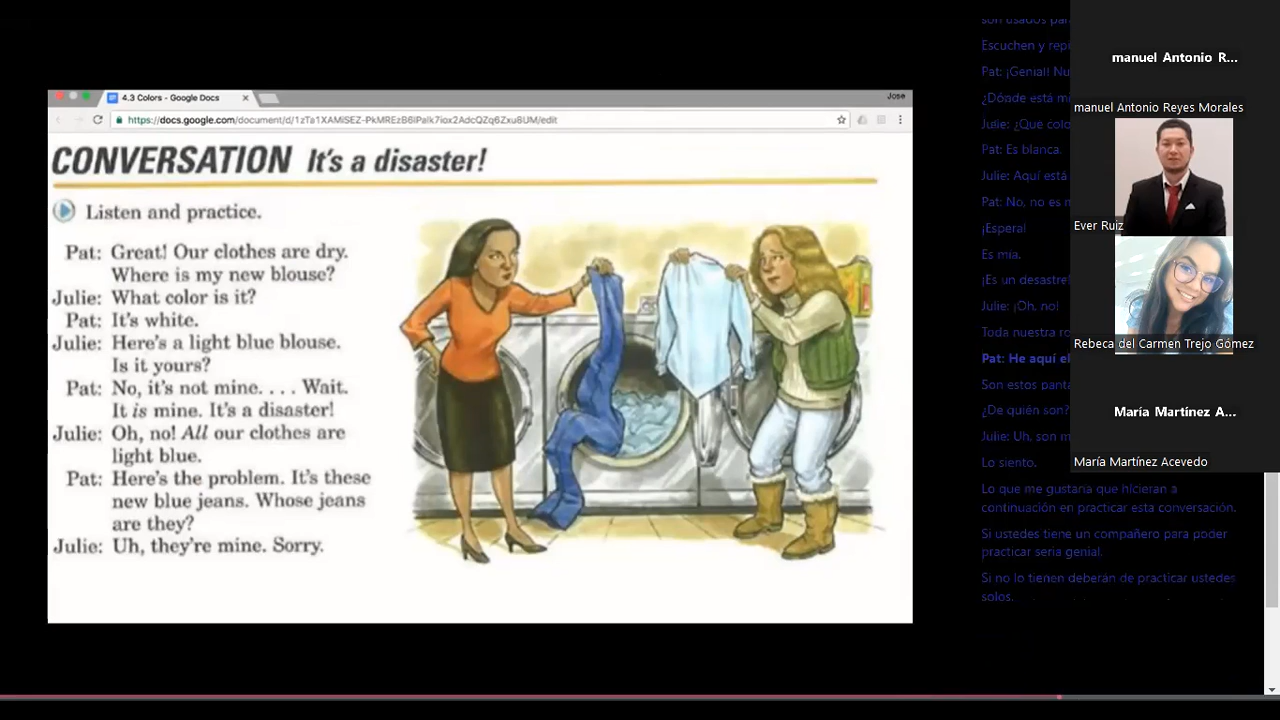 4.3 Colors - Google Docs
Jose
https://docs.google.com/document/d/1zTa1XAMiSEZ-PkMREzB6lPalk7iox2AdcQZq6Zxu8UM/edit
CONVERSATION It's a disaster!
Listen and practice.
Pat: Great! Our clothes are dry.
Where is my new blouse?
Julie: What color is it?
Pat: It's white.
Julie: Here's a light blue blouse.
Is it yours?
Pat: No, it's not mine. . . . Wait.
It is mine. It's a disaster!
Julie: Oh, no! All our clothes are
light blue.
Pat: Here's the problem. It's these
new blue jeans. Whose jeans
are they?
Julie: Uh, they're mine. Sorry.
son usados par
Escuchen y rep
Pat: ¡Genial! Nu
¿Dónde está mi
Julie: ¿Qué colo
Pat: Es blanca.
Julie: Aquí está
Pat: No, no es m
¡Espera!
Es mía.
¡Es un desastre!
Julie: ¡Oh, no!
Toda nuestra ro
Pat: He aquí el
Son estos panta
¿De quién son?
Julie: Uh, son m
Lo siento.
Lo que me gustaría que hicieran a
continuación en practicar esta conversación.
Si ustedes tiene un compañero para poder
practicar seria genial.
Si no lo tienen deberán de practicar ustedes
solos.
manuel Antonio R...
manuel Antonio Reyes Morales
Ever Ruiz
Rebeca del Carmen Trejo Gómez
María Martínez A...
María Martínez Acevedo